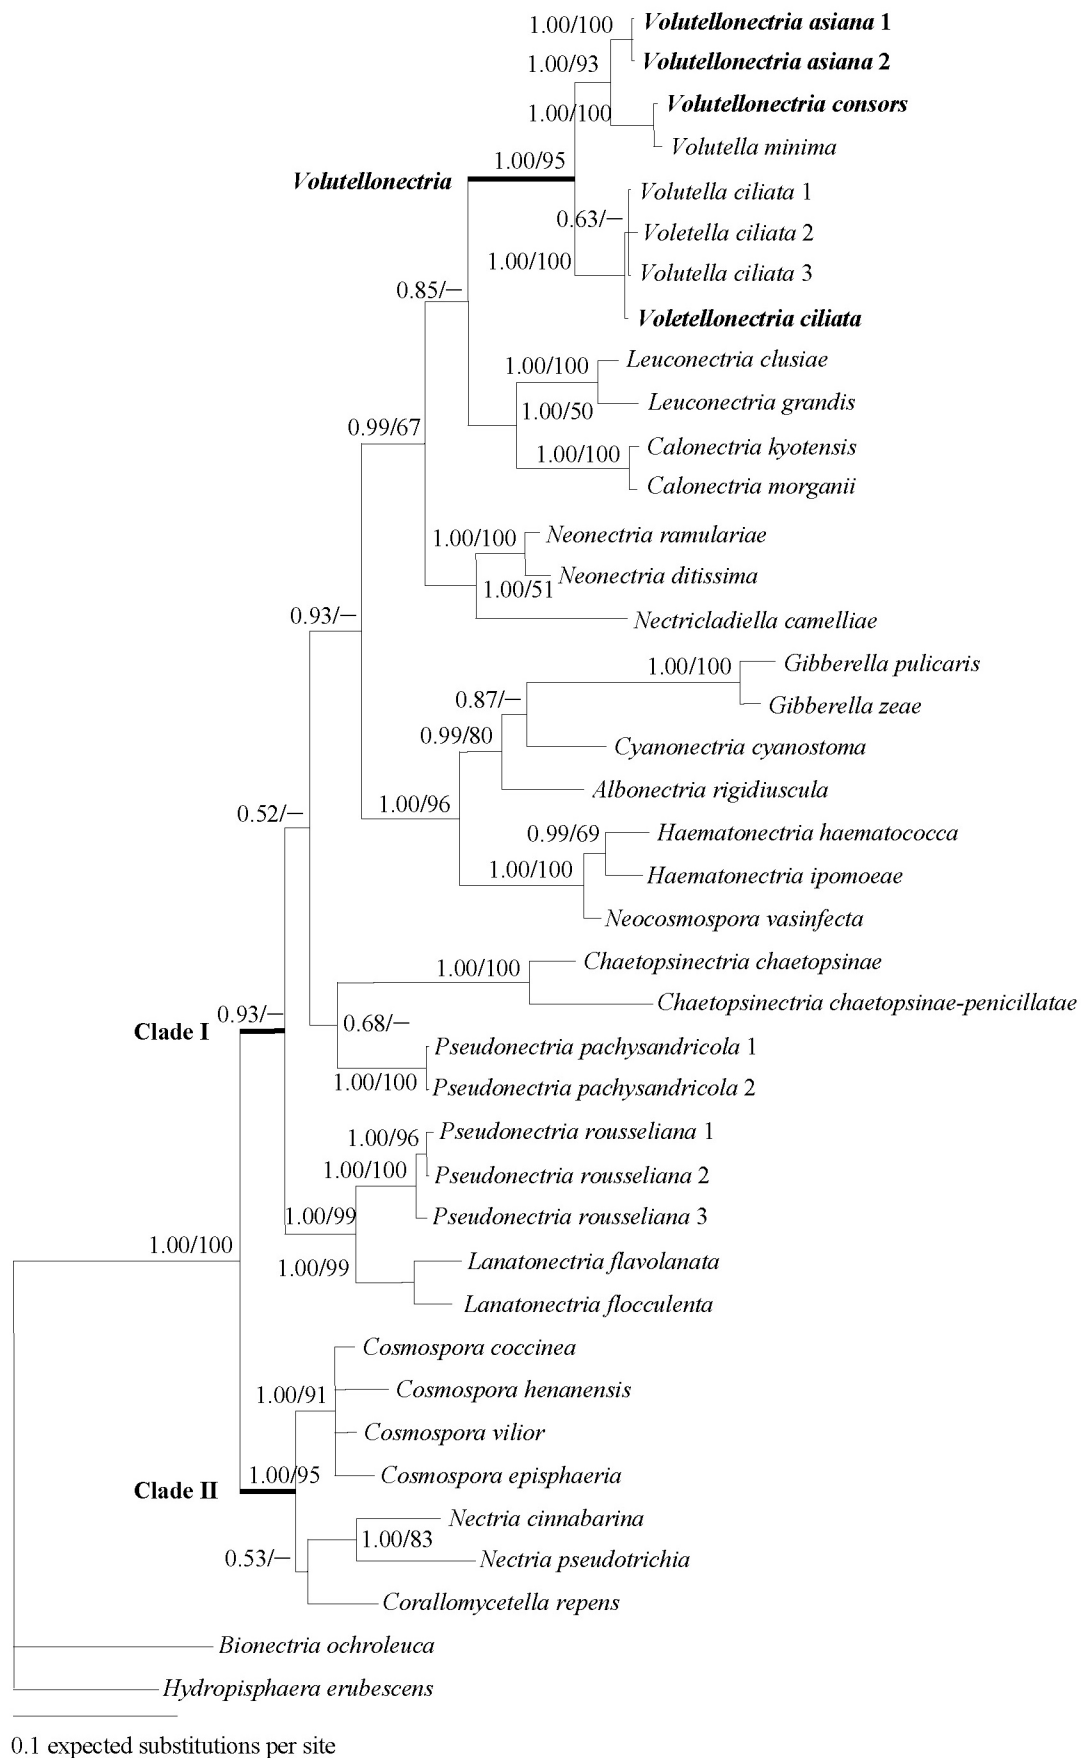 1.00/100
Volutellonectria asiana 1
1.00/93
Volutellonectria asiana 2
1.00/100
Volutellonectria consors
Volutella minima
1.00/95
Volutellonectria
Volutella ciliata 1
0.63/–
Voletella ciliata 2
1.00/100
Volutella ciliata 3
Voletellonectria ciliata
0.85/–
1.00/100
Leuconectria clusiae
1.00/50
Leuconectria grandis
0.99/67
1.00/100
Calonectria kyotensis
Calonectria morganii
1.00/100
Neonectria ramulariae
1.00/51
Neonectria ditissima
0.93/–
Nectricladiella camelliae
1.00/100
Gibberella pulicaris
0.87/–
Gibberella zeae
0.99/80
Cyanonectria cyanostoma
Albonectria rigidiuscula
0.52/–
1.00/96
0.99/69
Haematonectria haematococca
1.00/100
Haematonectria ipomoeae
Neocosmospora vasinfecta
1.00/100
Chaetopsinectria chaetopsinae
Chaetopsinectria chaetopsinae-penicillatae
0.93/–
Clade I
0.68/–
Pseudonectria pachysandricola 1
1.00/100
Pseudonectria pachysandricola 2
1.00/96
Pseudonectria rousseliana 1
1.00/100
Pseudonectria rousseliana 2
1.00/99
Pseudonectria rousseliana 3
1.00/100
1.00/99
Lanatonectria flavolanata
Lanatonectria flocculenta
Cosmospora coccinea
1.00/91
Cosmospora henanensis
Cosmospora vilior
1.00/95
Cosmospora episphaeria
Clade II
Nectria cinnabarina
1.00/83
0.53/–
Nectria pseudotrichia
Corallomycetella repens
Bionectria ochroleuca
Hydropisphaera erubescens
0.1 expected substitutions per site